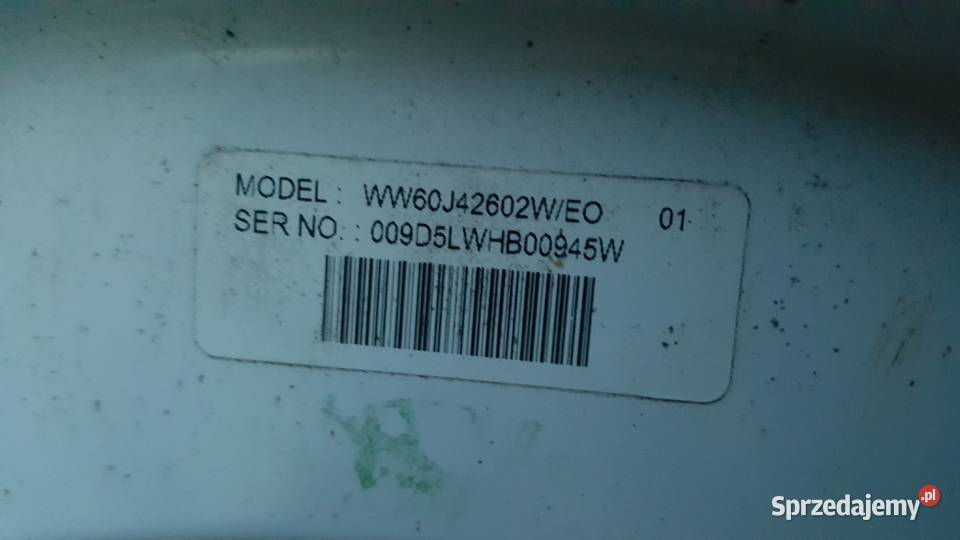 MODEL : WW60J42602W/EO 01
SER NO. : 009D5LWHB00945W
Sprzedajemy.pl